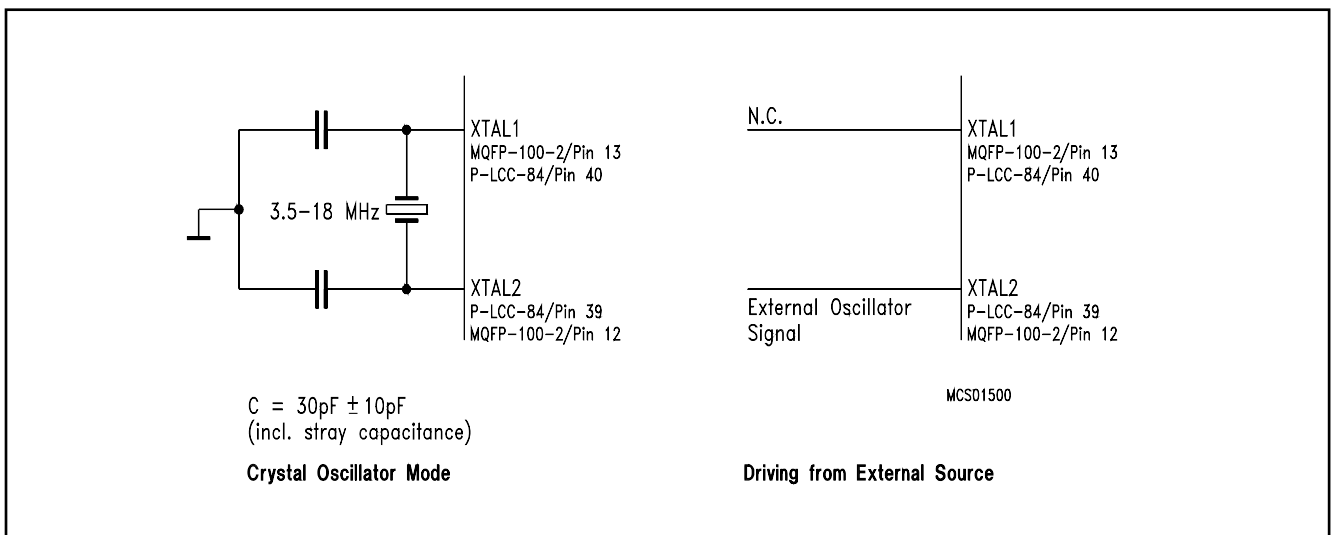 XTAL1
MQFP-100-2/Pin 13
P-LCC-84/Pin 40
3.5-18 MHz
XTAL2
P-LCC-84/Pin 39
MQFP-100-2/Pin 12
C = 30pF ± 10pF
(incl. stray capacitance)
Crystal Oscillator Mode
N.C.
XTAL1
MQFP-100-2/Pin 13
P-LCC-84/Pin 40
External Oscillator
Signal
XTAL2
P-LCC-84/Pin 39
MQFP-100-2/Pin 12
MCS01500
Driving from External Source